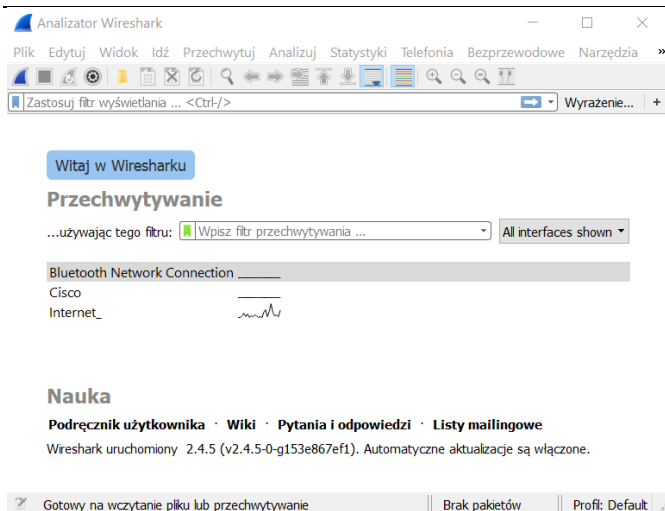 Analizator Wireshark
Plik Edytuj Widok Idź Przechwytuj Analizuj Statystyki Telefonia Bezprzewodowe Narzędzia »
Zastosuj filtr wyświetlania ... <Ctrl-/> Wyrażenie... +
Witaj w Wiresharku
Przechwytywanie
...używając tego filtru: Wpisz filtr przechwytywania ... All interfaces shown
Bluetooth Network Connection
Cisco
Internet_
Nauka
Podręcznik użytkownika · Wiki · Pytania i odpowiedzi · Listy mailingowe
Wireshark uruchomiony 2.4.5 (v2.4.5-0-g153e867ef1). Automatyczne aktualizacje są włączone.
Gotowy na wczytanie pliku lub przechwytywanie Brak pakietów Profil: Default